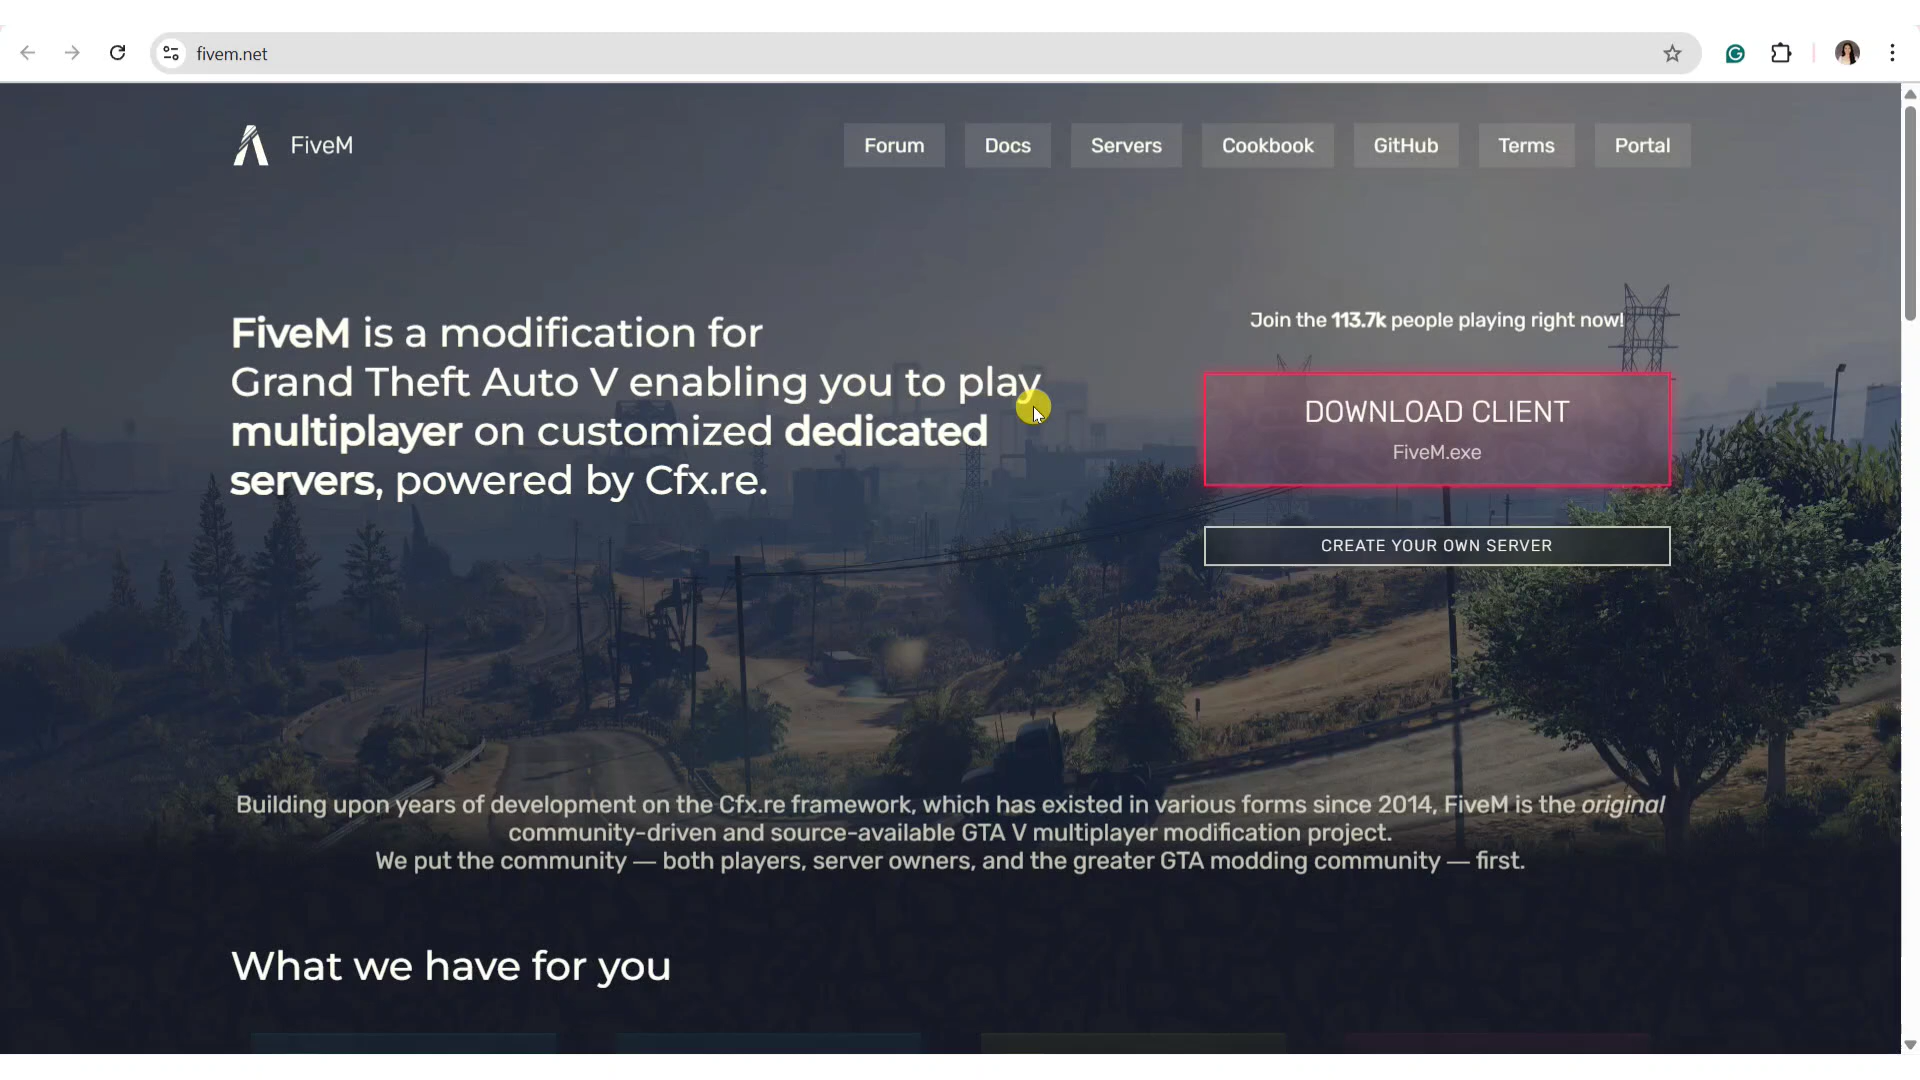 fivem.net
FiveM
Forum
Docs
Servers
Cookbook
GitHub
Terms
Portal
FiveM is a modification for
Grand Theft Auto V enabling you to play
multiplayer on customized dedicated
servers, powered by Cfx.re.
Join the 113.7k people playing right now!
DOWNLOAD CLIENT
FiveM.exe
CREATE YOUR OWN SERVER
Building upon years of development on the Cfx.re framework, which has existed in various forms since 2014, FiveM is the original
community-driven and source-available GTA V multiplayer modification project.
We put the community — both players, server owners, and the greater GTA modding community — first.
What we have for you